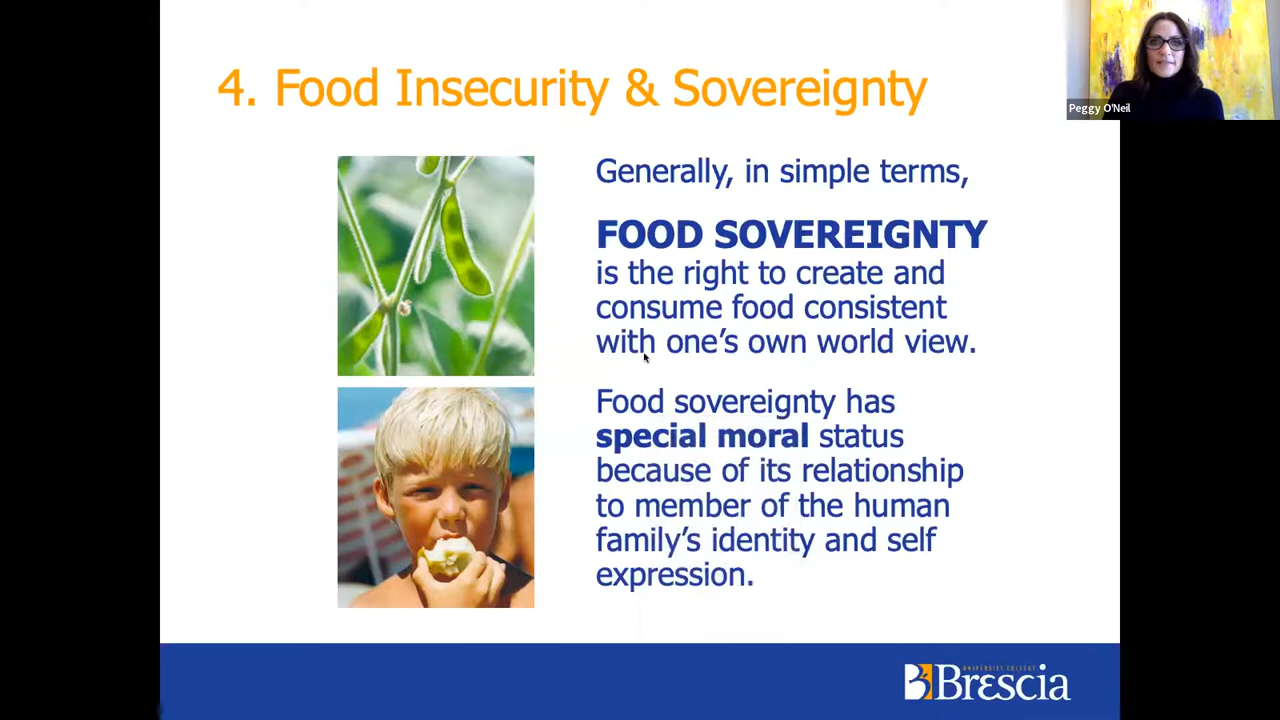 4. Food Insecurity & Sovereignty
Peggy O'Neil
Generally, in simple terms,
FOOD SOVEREIGNTY
is the right to create and
consume food consistent
with one's own world view.
Food sovereignty has
special moral status
because of its relationship
to member of the human
family's identity and self
expression.
UNIVERSITY COLLEGE
Brescia